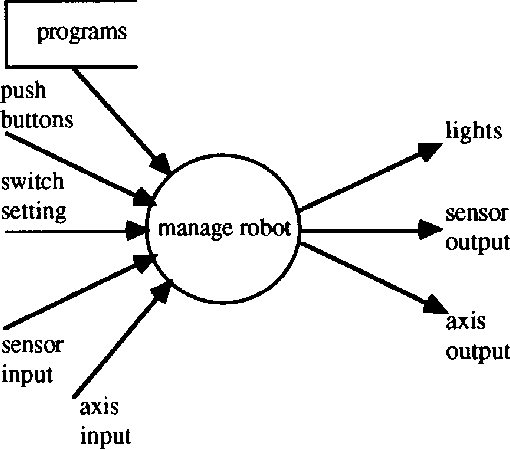 programs
push
buttons
switch
setting
manage robot
sensor
input
axis
input
lights
sensor
output
axis
output